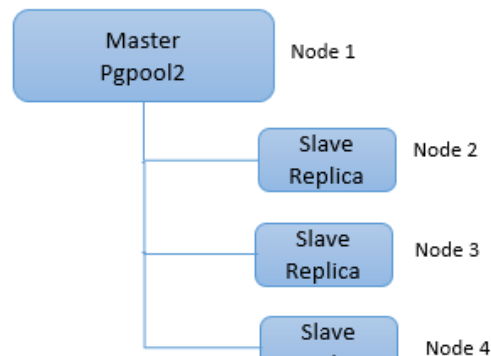 Master
Pgpool2
Node 1
Slave
Replica
Node 2
Slave
Replica
Node 3
Slave
Node 4